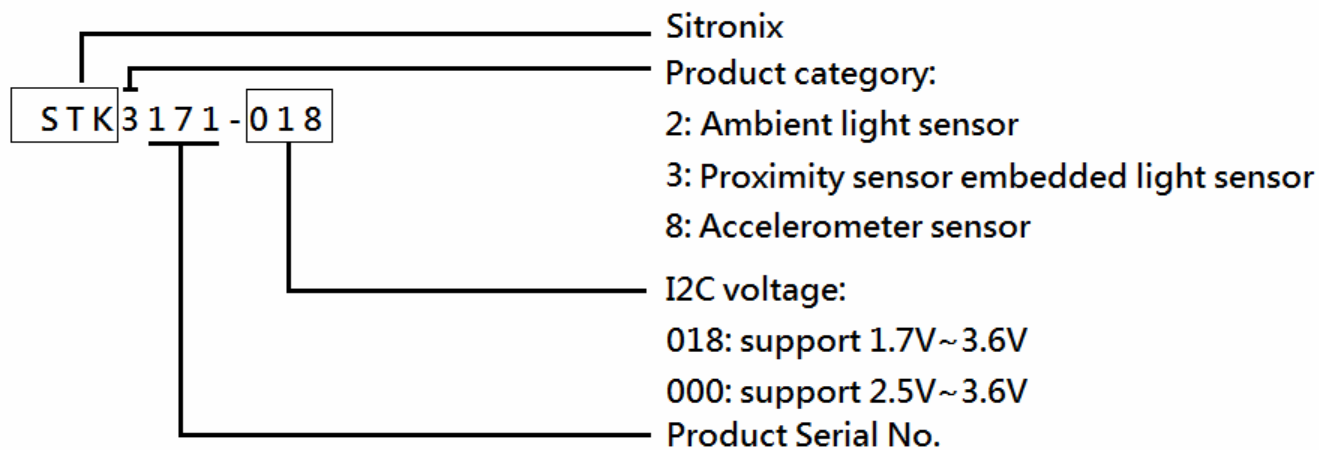 Sitronix
Product category:
STK3171-018
2: Ambient light sensor
3: Proximity sensor embedded light sensor
8: Accelerometer sensor
I2C voltage:
018: support 1.7V~3.6V
000: support 2.5V~3.6V
Product Serial No.